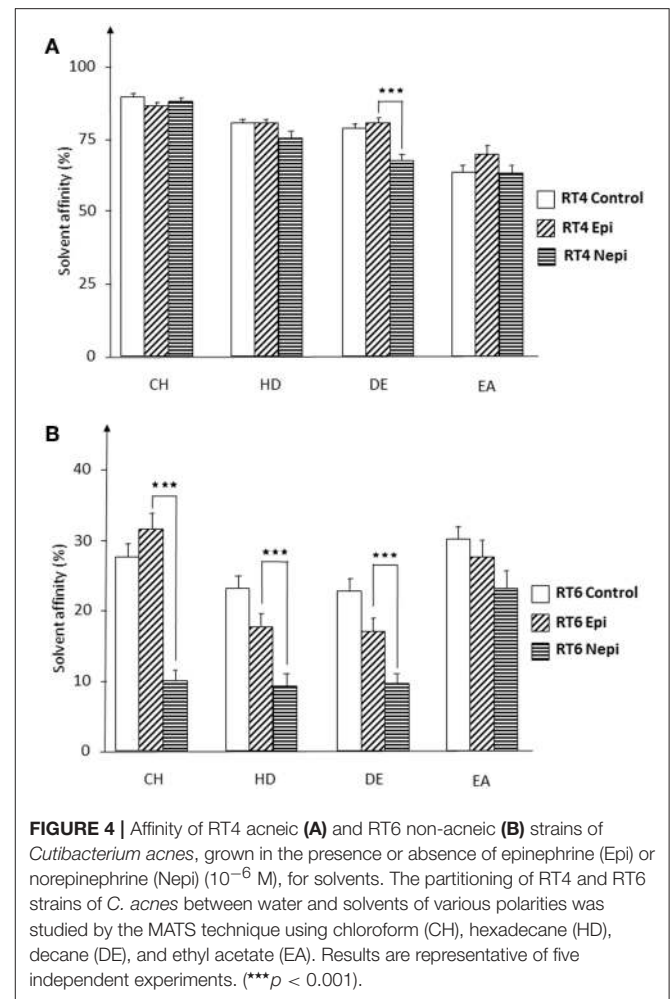 A
100
75
50
25
0
Solvent affinity (%)
★★★
CH HD DE EA
RT4 Control
RT4 Epi
RT4 Nepi
B
40
30
20
10
0
Solvent affinity (%)
★★★
★★★
★★★
CH HD DE EA
RT6 Control
RT6 Epi
RT6 Nepi
FIGURE 4 | Affinity of RT4 acneic (A) and RT6 non-acneic (B) strains of
Cutibacterium acnes, grown in the presence or absence of epinephrine (Epi) or
norepinephrine (Nepi) (10⁻⁶ M), for solvents. The partitioning of RT4 and RT6
strains of C. acnes between water and solvents of various polarities was
studied by the MATS technique using chloroform (CH), hexadecane (HD),
decane (DE), and ethyl acetate (EA). Results are representative of five
independent experiments. (★★★p < 0.001).